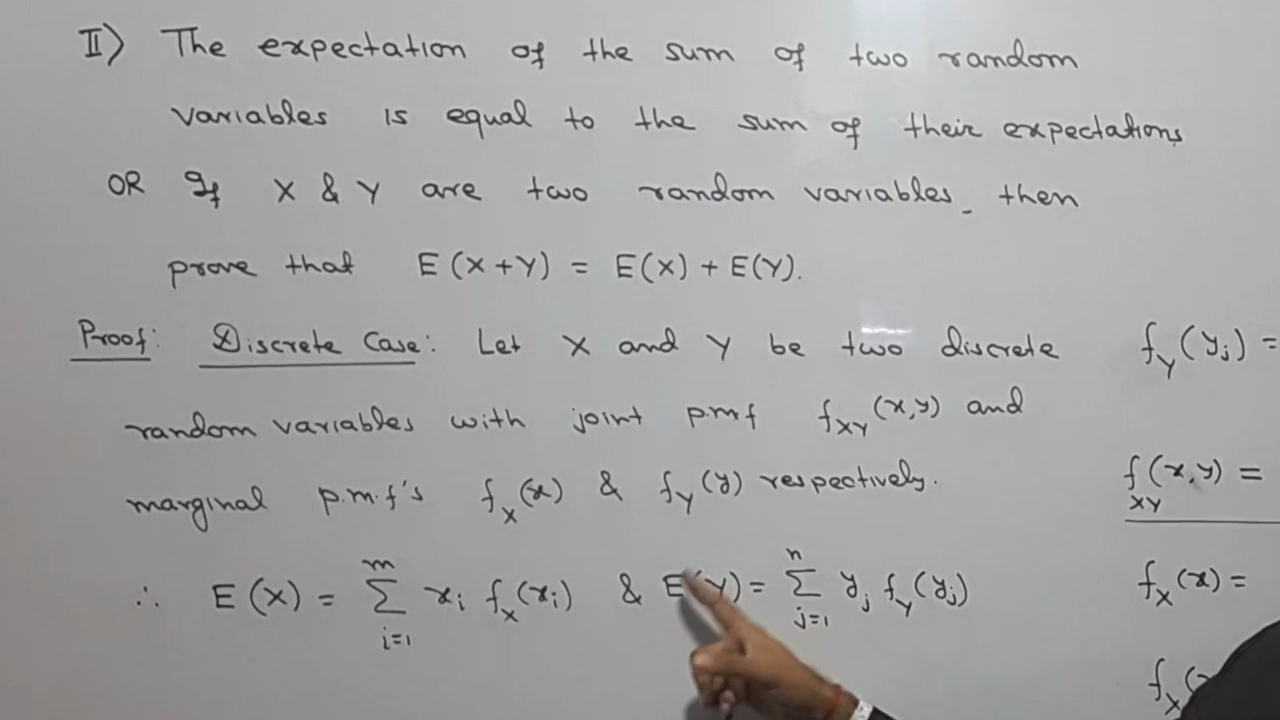 II) The expectation of the sum of two random
variables is equal to the sum of their expectations
OR If X & Y are two random variables, then
prove that E(X+Y) = E(X) + E(Y).
Proof: Discrete Case: Let X and Y be two discrete
random variables with joint p.m.f f_XY(x,y) and
marginal p.m.f's f_X(x) & f_Y(y) respectively.
∴ E(X) = ∑_{i=1}^{m} x_i f_X(x_i) & E(Y) = ∑_{j=1}^{n} y_j f_Y(y_j)
f_Y(y_j) =
f_XY(x,y) =
f_X(x) =
f_X(